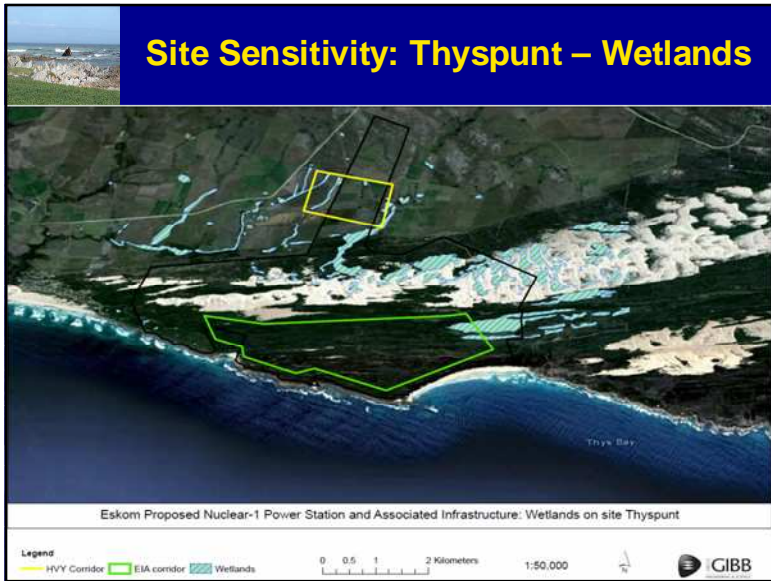 Site Sensitivity: Thyspunt – Wetlands
Thys Bay
Eskom Proposed Nuclear-1 Power Station and Associated Infrastructure: Wetlands on site Thyspunt
Legend
HVY Corridor EIA corridor Wetlands
0 0.5 1 2 Kilometers
1:50,000
GIBB